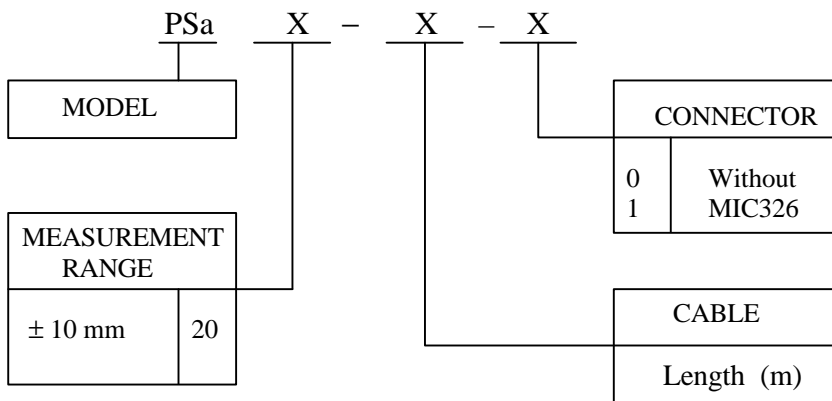 PSa X – X – X
MODEL
CONNECTOR
0 Without
1 MIC326
MEASUREMENT
RANGE
± 10 mm 20
CABLE
Length (m)